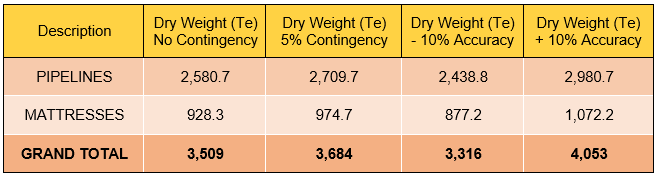 Description Dry Weight (Te) No Contingency Dry Weight (Te) 5% Contingency Dry Weight (Te) - 10% Accuracy Dry Weight (Te) + 10% Accuracy
PIPELINES 2,580.7 2,709.7 2,438.8 2,980.7
MATTRESSES 928.3 974.7 877.2 1,072.2
GRAND TOTAL 3,509 3,684 3,316 4,053